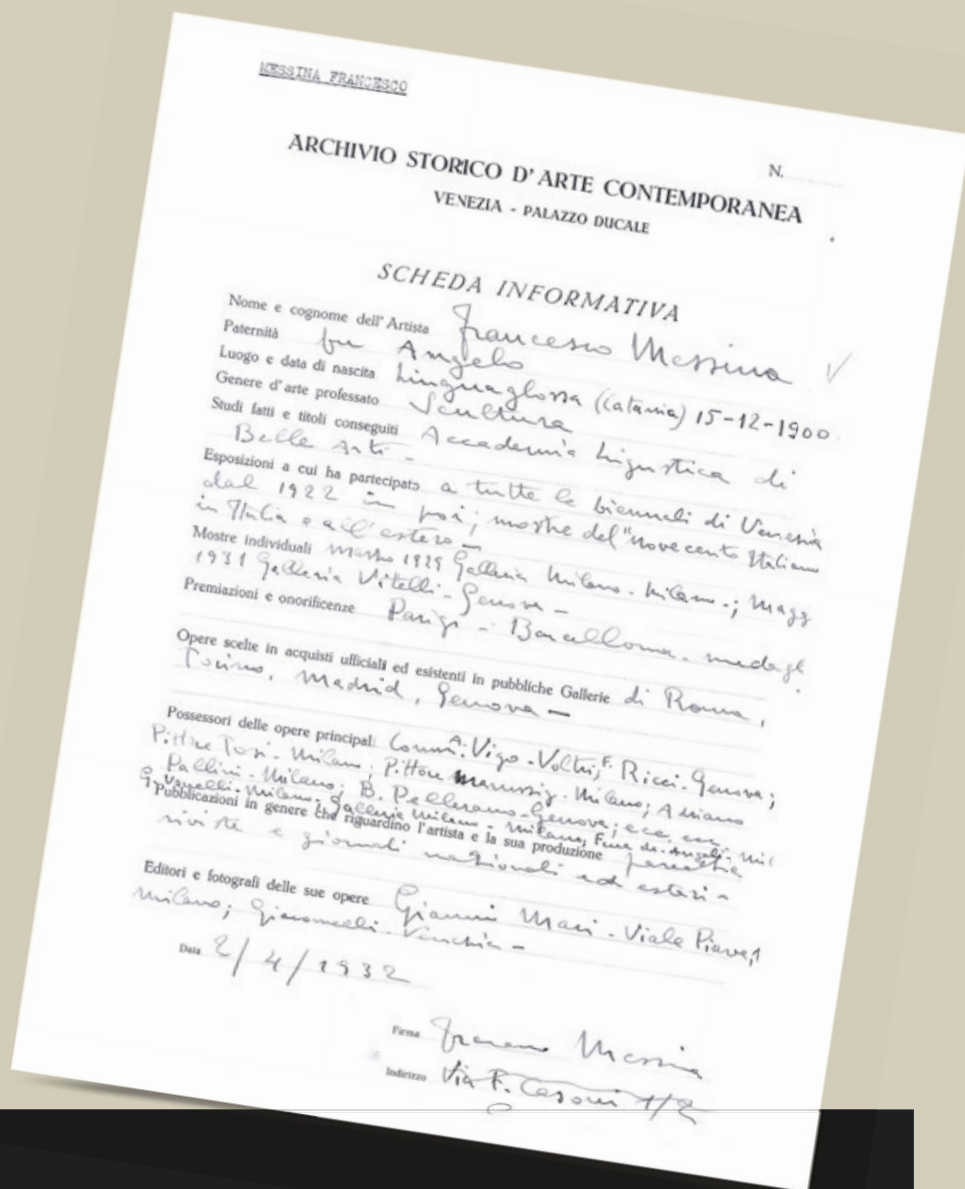 MESSINA FRANCESCO
N.
ARCHIVIO STORICO D'ARTE CONTEMPORANEA
VENEZIA - PALAZZO DUCALE
SCHEDA INFORMATIVA
Nome e cognome dell'Artista Francesco Messina
Paternità fu Angelo
Luogo e data di nascita Linguaglossa (Catania) 15-12-1900
Genere d'arte professato Scultura
Studi fatti e titoli conseguiti Accademia Ligustica di
Belle Arti -
Esposizioni a cui ha partecipato a tutte le biennali di Venezia
dal 1922 in poi; mostre del "novecento Italiano
in Italia e all'estero -
Mostre individuali marzo 1929 Galleria Milano - Milano -; Magg
1931 Galleria Vitelli - Genova -
Premiazioni e onorificenze Parigi - Barcellona - medagl
Opere scelte in acquisti ufficiali ed esistenti in pubbliche Gallerie di Roma,
Torino, Madrid, Genova -
Possessori delle opere principali Comm. A. Vigo - Voltri; F. Ricci - Genova;
Pittore Tosi - Milano; Pittore Marussig - Milano; Adriano
Pallini - Milano; B. Pellerano - Genova; ecc. ecc.
Galleria Milano - Milano;
Pubblicazioni in genere che riguardino l'artista e la sua produzione parecchie
riviste e giornali nazionali ed esteri -
Editori e fotografi delle sue opere Gianni Mari - Viale Piave, 1
Milano; Giacomelli - Venezia -
Data 2/4/1932
Firma Francesco Messina
Indirizzo Via F. Casoni 1/2